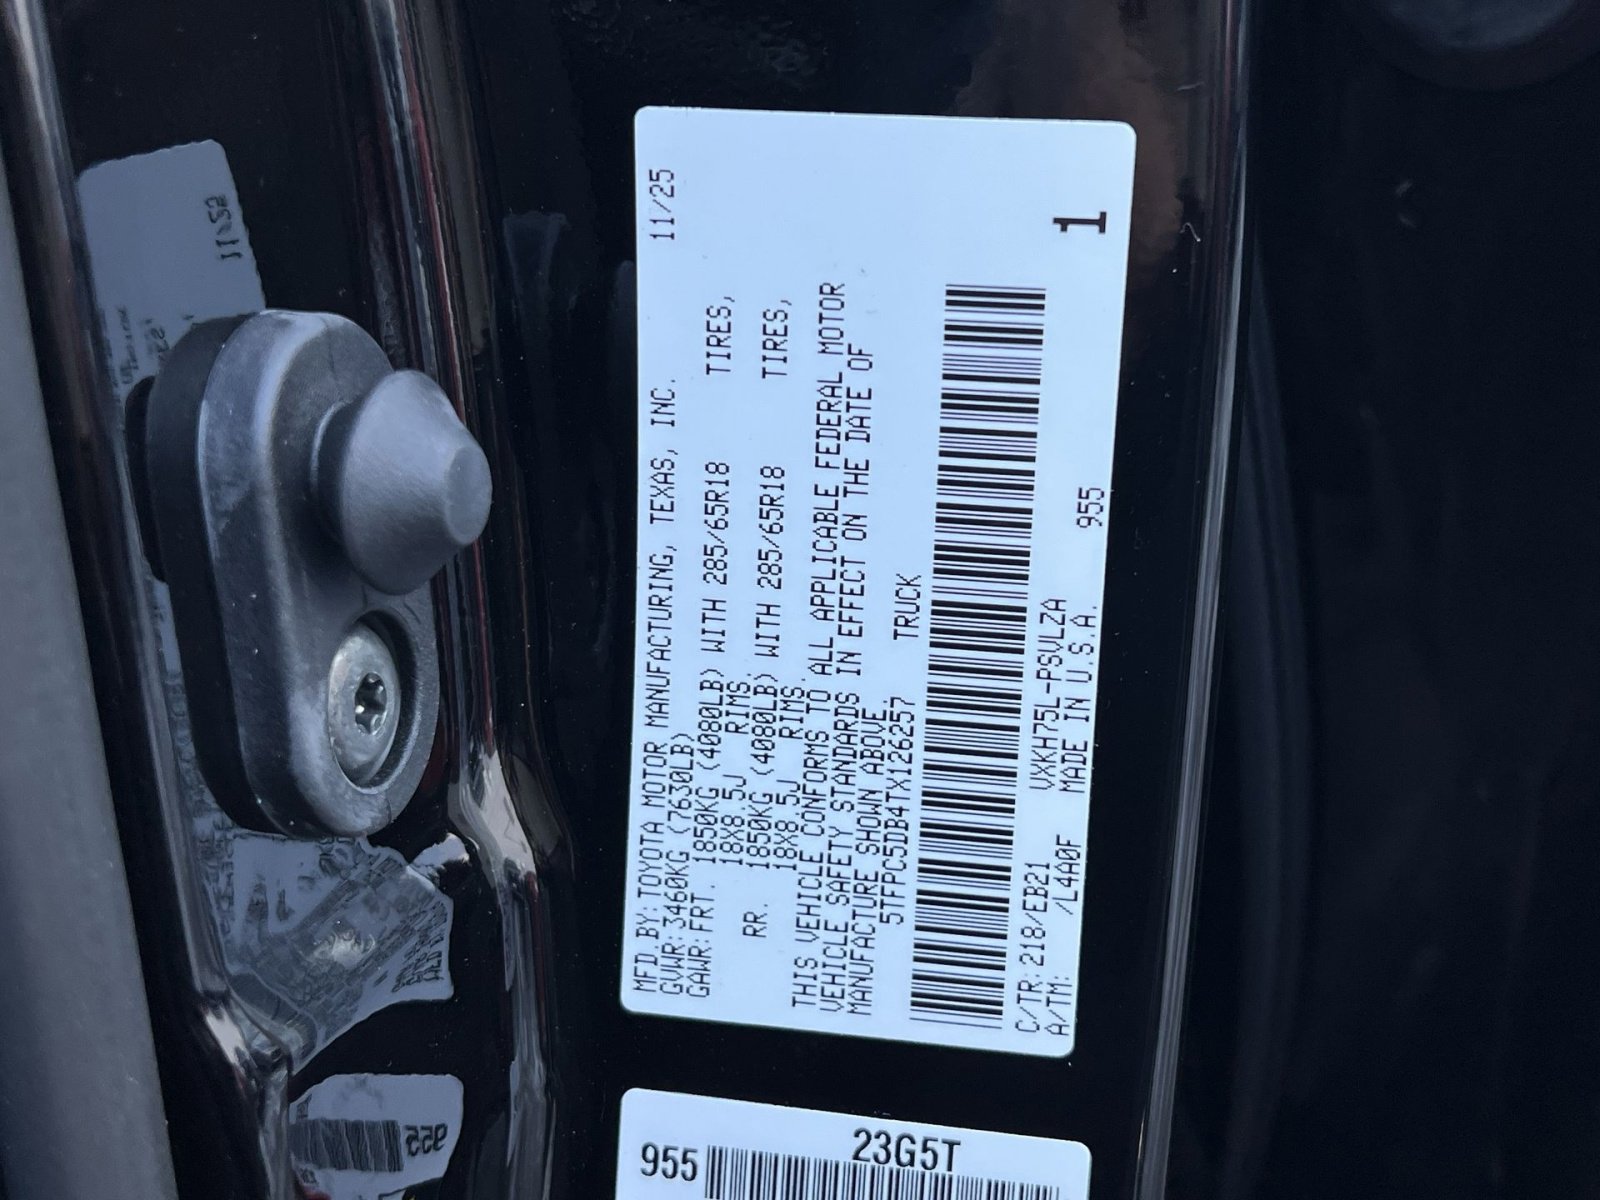 MFD.BY:TOYOTA MOTOR MANUFACTURING, TEXAS, INC. 11/25
GVWR:3460KG(7630LB)
GAWR:FRT. 1850KG (4080LB) WITH 285/65R18 TIRES,
18X8.5J RIMS,
RR. 1850KG (4080LB) WITH 285/65R18 TIRES,
18X8.5J RIMS.
THIS VEHICLE CONFORMS TO ALL APPLICABLE FEDERAL MOTOR
VEHICLE SAFETY STANDARDS IN EFFECT ON THE DATE OF
MANUFACTURE SHOWN ABOVE.
5TFPC5DB4TX126257 TRUCK
1
C/TR:218/EB21 VXKH75L-PSVLZA
A/TM: /L4A0F MADE IN U.S.A. 955
955 23G5T